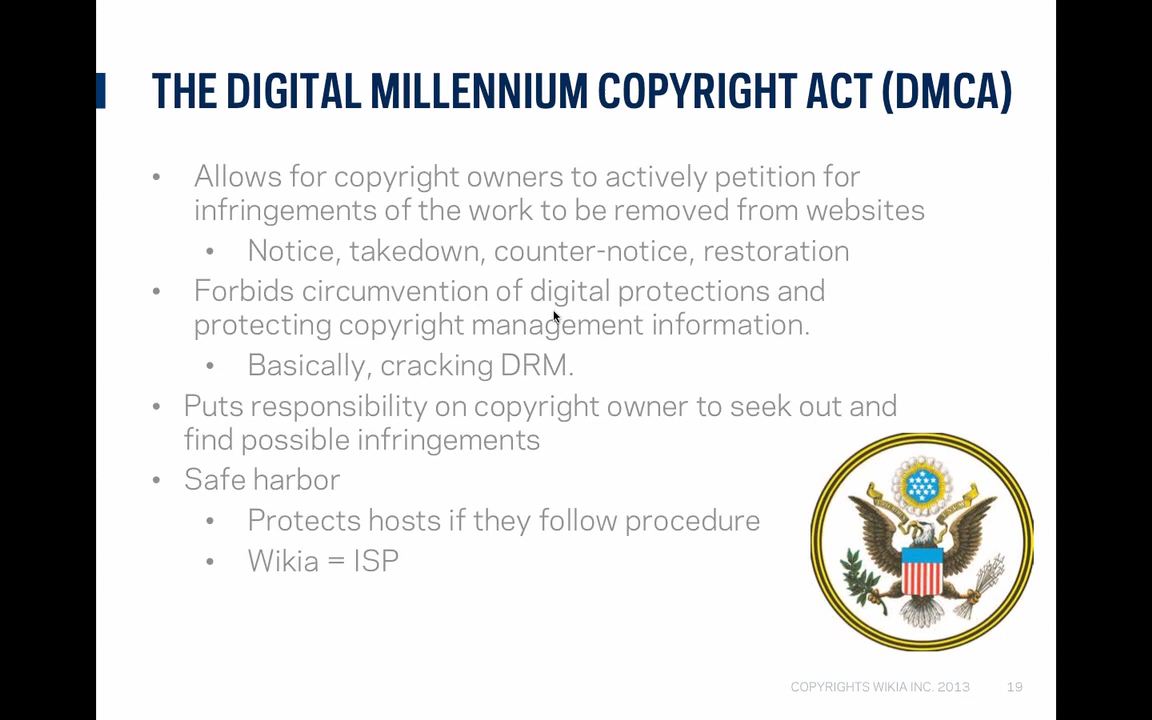 THE DIGITAL MILLENNIUM COPYRIGHT ACT (DMCA)
• Allows for copyright owners to actively petition for
infringements of the work to be removed from websites
• Notice, takedown, counter-notice, restoration
• Forbids circumvention of digital protections and
protecting copyright management information.
• Basically, cracking DRM.
• Puts responsibility on copyright owner to seek out and
find possible infringements
• Safe harbor
• Protects hosts if they follow procedure
• Wikia = ISP
COPYRIGHTS WIKIA INC. 2013 19